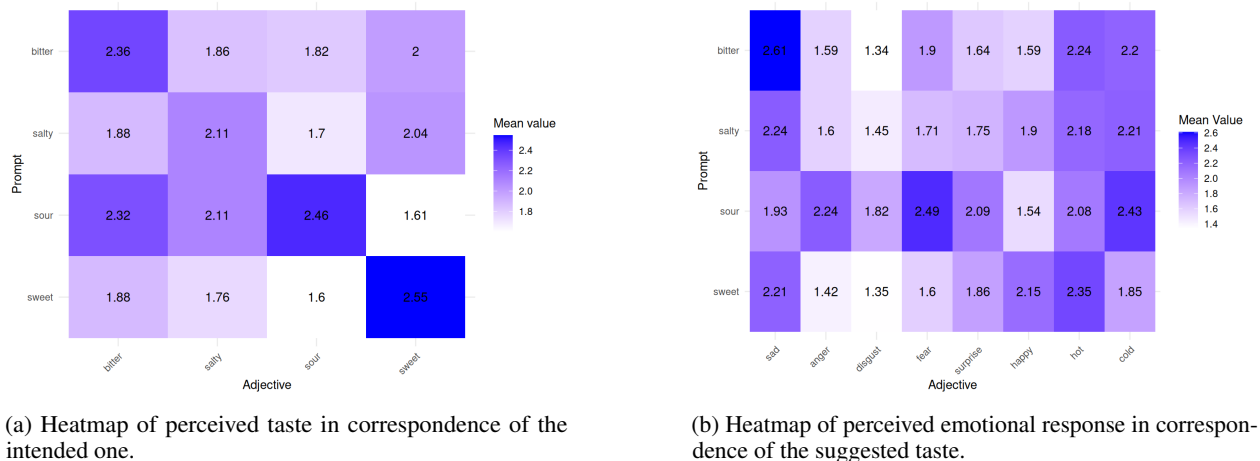 bitter 2.36 1.86 1.82 2
salty 1.88 2.11 1.7 2.04
sour 2.32 2.11 2.46 1.61
sweet 1.88 1.76 1.6 2.55
bitter salty sour sweet
Adjective
Prompt
Mean value
2.4
2.2
2.0
1.8
(a) Heatmap of perceived taste in correspondence of the
intended one.
bitter 2.61 1.59 1.34 1.9 1.64 1.59 2.24 2.2
salty 2.24 1.6 1.45 1.71 1.75 1.9 2.18 2.21
sour 1.93 2.24 1.82 2.49 2.09 1.54 2.08 2.43
sweet 2.21 1.42 1.35 1.6 1.86 2.15 2.35 1.85
sad anger disgust fear surprise happy hot cold
Adjective
Prompt
Mean Value
2.6
2.4
2.2
2.0
1.8
1.6
1.4
(b) Heatmap of perceived emotional response in correspon-
dence of the suggested taste.